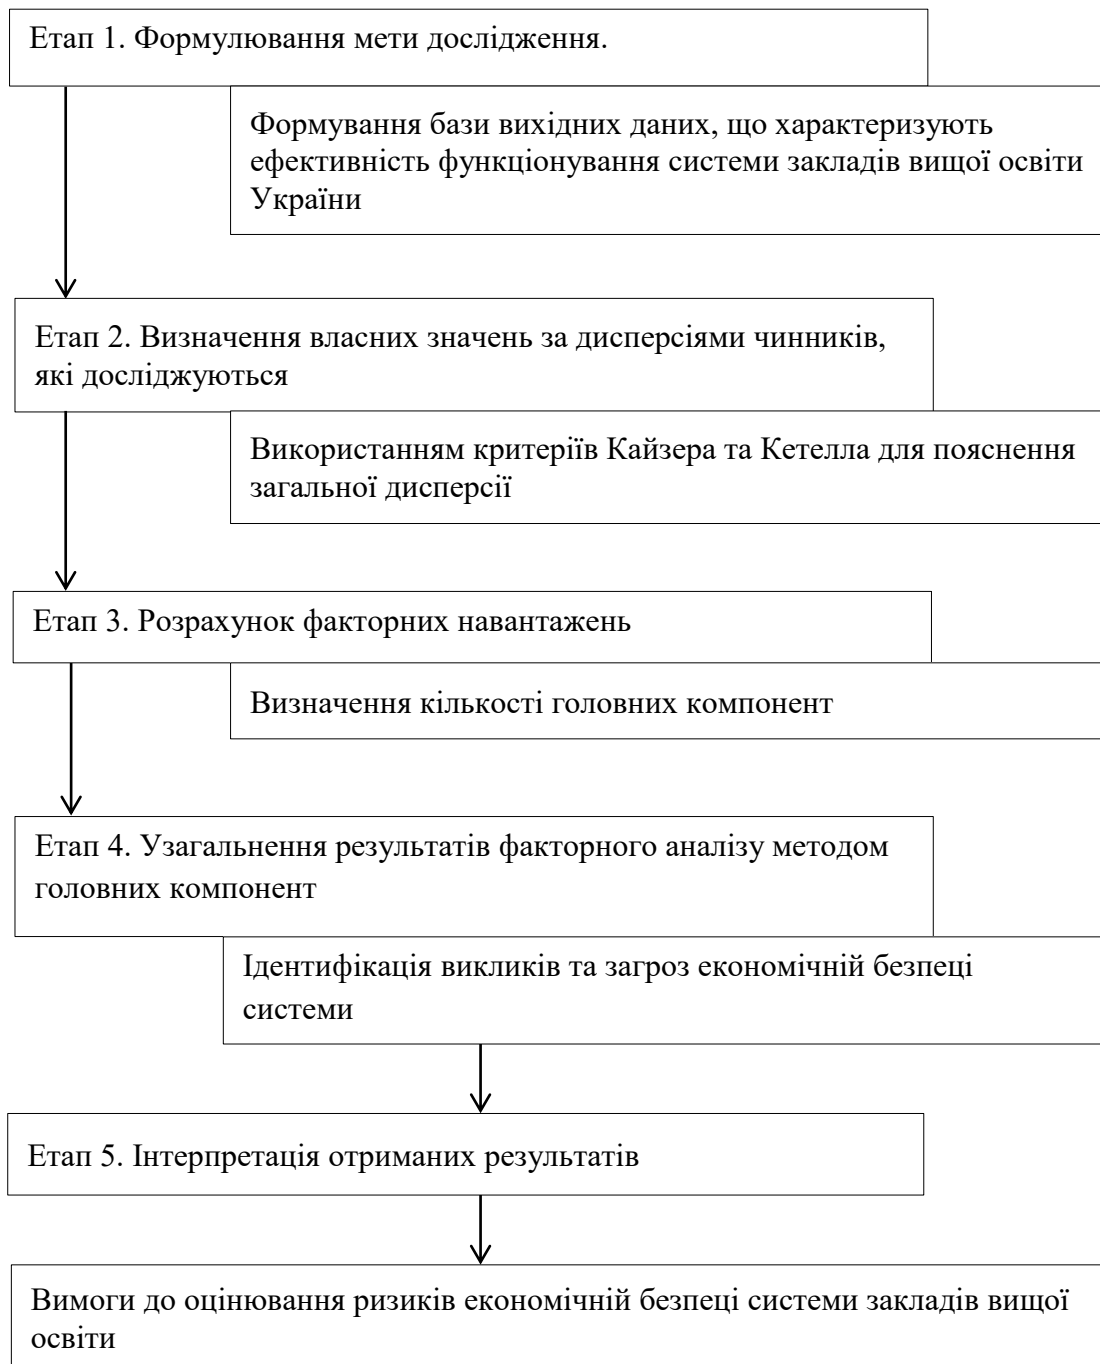 Етап 1. Формулювання мети дослідження.
Формування бази вихідних даних, що характеризують
ефективність функціонування системи закладів вищої освіти
України
Етап 2. Визначення власних значень за дисперсіями чинників,
які досліджуються
Використанням критеріїв Кайзера та Кетелла для пояснення
загальної дисперсії
Етап 3. Розрахунок факторних навантажень
Визначення кількості головних компонент
Етап 4. Узагальнення результатів факторного аналізу методом
головних компонент
Ідентифікація викликів та загроз економічній безпеці
системи
Етап 5. Інтерпретація отриманих результатів
Вимоги до оцінювання ризиків економічній безпеці системи закладів вищої
освіти